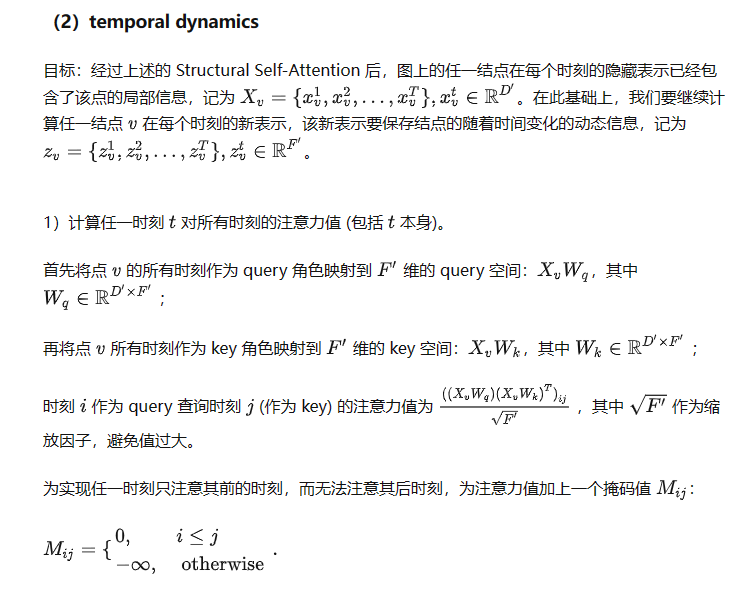 （2）temporal dynamics
目标：经过上述的 Structural Self-Attention 后，图上的任一结点在每个时刻的隐藏表示已经包
含了该点的局部信息，记为 $X_v = \{x_v^1, x_v^2, \ldots, x_v^T\}, x_v^t \in \mathbb{R}^{D'}$ 。在此基础上，我们要继续计
算任一结点 $v$ 在每个时刻的新表示，该新表示要保存结点的随着时间变化的动态信息，记为
$z_v = \{z_v^1, z_v^2, \ldots, z_v^T\}, z_v^t \in \mathbb{R}^{F'}$ 。
1）计算任一时刻 $t$ 对所有时刻的注意力值 (包括 $t$ 本身)。
首先将点 $v$ 的所有时刻作为 query 角色映射到 $F'$ 维的 query 空间：$X_v W_q$，其中
$W_q \in \mathbb{R}^{D' \times F'}$ ；
再将点 $v$ 所有时刻作为 key 角色映射到 $F'$ 维的 key 空间：$X_v W_k$，其中 $W_k \in \mathbb{R}^{D' \times F'}$ ；
时刻 $i$ 作为 query 查询时刻 $j$ (作为 key) 的注意力值为 $\frac{((X_v W_q)(X_v W_k)^T)_{ij}}{\sqrt{F'}}$ ，其中 $\sqrt{F'}$ 作为缩
放因子，避免值过大。
为实现任一时刻只注意其前的时刻，而无法注意其后时刻，为注意力值加上一个掩码值 $M_{ij}$：
$M_{ij} = \{ \begin{matrix} 0, & i \leq j \\ -\infty, & \text{otherwise} \end{matrix}$ .